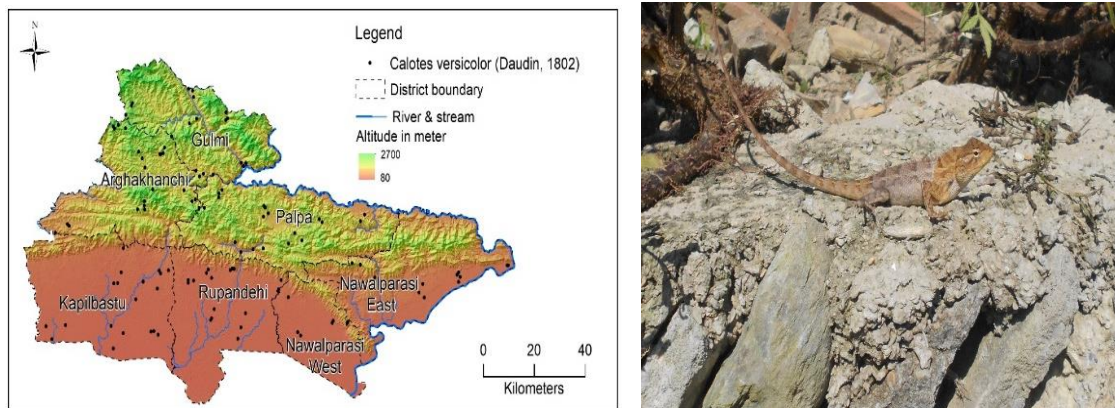 N
Legend
Calotes versicolor (Daudin, 1802)
District boundary
River & stream
Altitude in meter
2700
80
Gulmi
Arghakhanchi
Palpa
Kapilbastu
Rupandehi
Nawalparasi
East
Nawalparasi
West
0 20 40
Kilometers